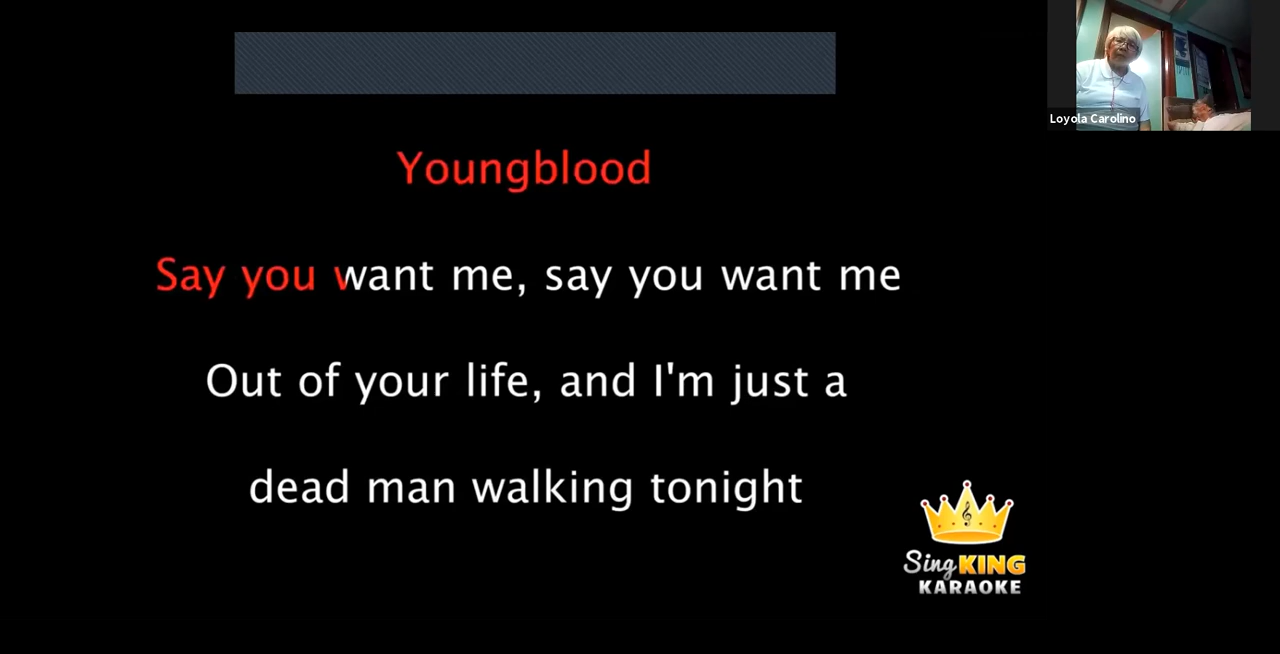 Loyola Carolino
Youngblood
Say you want me, say you want me
Out of your life, and I'm just a
dead man walking tonight
Sing KING
KARAOKE